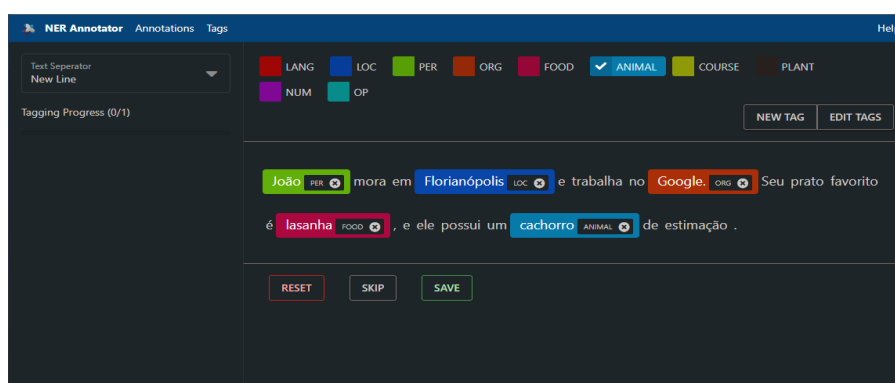 NER Annotator Annotations Tags Help
Text Seperator
New Line
Tagging Progress (0/1)
LANG LOC PER ORG FOOD ANIMAL COURSE PLANT
NUM OP
NEW TAG EDIT TAGS
João PER mora em Florianópolis LOC e trabalha no Google. ORG Seu prato favorito
é lasanha FOOD , e ele possui um cachorro ANIMAL de estimação .
RESET SKIP SAVE